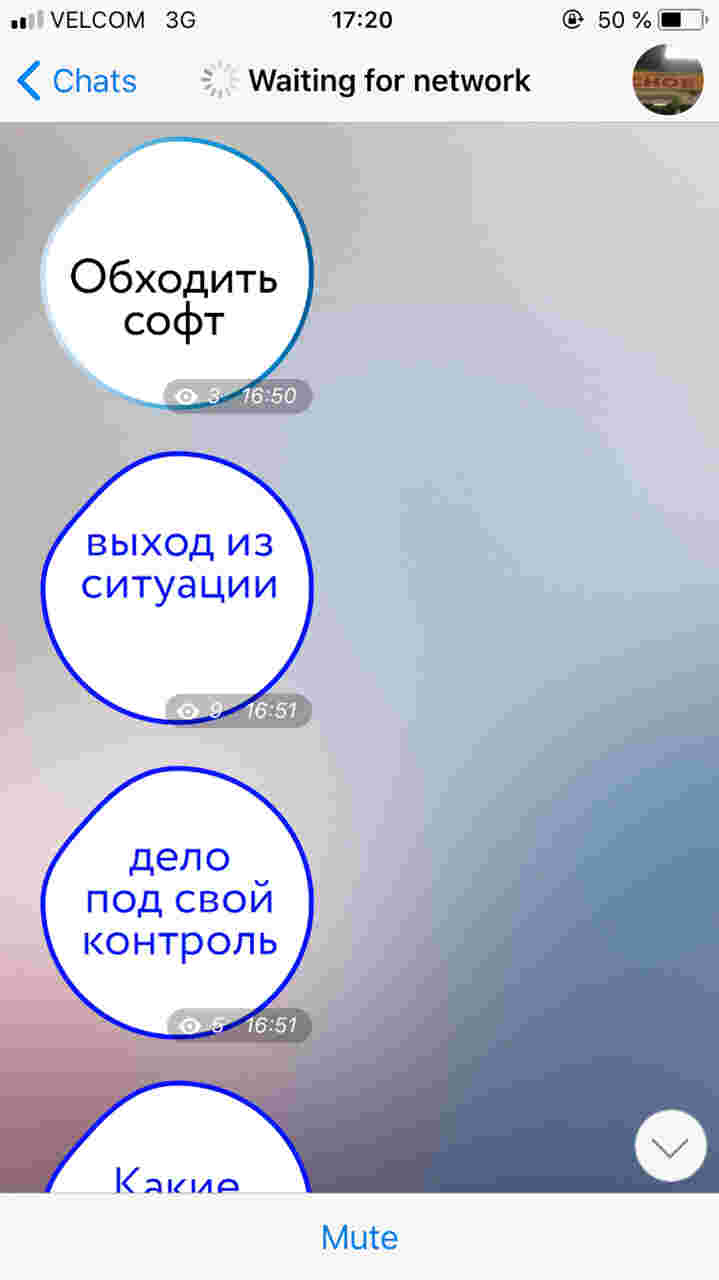 VELCOM 3G 17:20 50 %
Chats Waiting for network
Обходить
софт
3 16:50
выход из
ситуации
9 16:51
дело
под свой
контроль
5 16:51
Какие
Mute